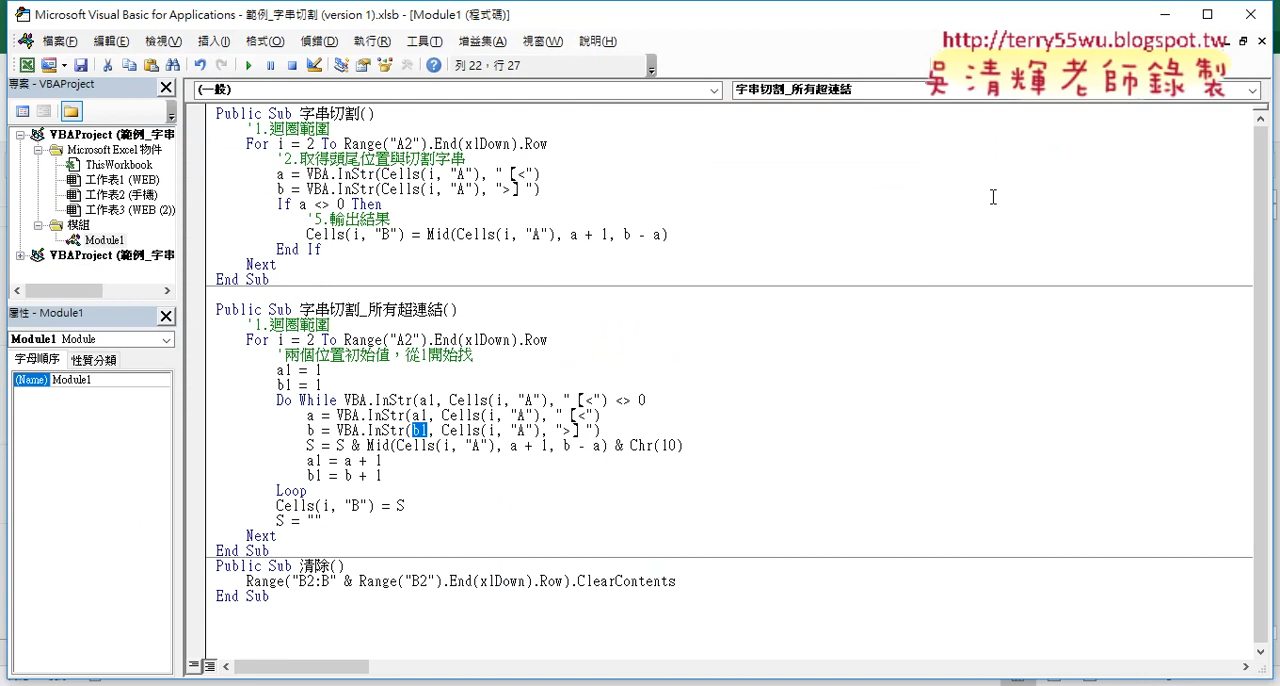 Microsoft Visual Basic for Applications - 範例_字串切割 (version 1).xlsb - [Module1 (程式碼)]
檔案(F) 編輯(E) 檢視(V) 插入(I) 格式(O) 偵錯(D) 執行(R) 工具(T) 增益集(A) 視窗(W) 說明(H)
http://terry55wu.blogspot.tw
吳清輝老師錄製
列 22，行 27
專案 - VBAProject
(一般)
字串切割_所有超連結
VBAProject (範例_字串
Microsoft Excel 物件
ThisWorkbook
工作表1 (WEB)
工作表2 (手機)
工作表3 (WEB (2))
模組
Module1
VBAProject (範例_字串
屬性 - Module1
Module1 Module
字母順序 性質分類
(Name) Module1
Public Sub 字串切割()
'1.迴圈範圍
For i = 2 To Range("A2").End(xlDown).Row
'2.取得頭尾位置與切割字串
a = VBA.InStr(Cells(i, "A"), "【<")
b = VBA.InStr(Cells(i, "A"), ">】")
If a <> 0 Then
'5.輸出結果
Cells(i, "B") = Mid(Cells(i, "A"), a + 1, b - a)
End If
Next
End Sub
Public Sub 字串切割_所有超連結()
'1.迴圈範圍
For i = 2 To Range("A2").End(xlDown).Row
'兩個位置初始值，從1開始找
a1 = 1
b1 = 1
Do While VBA.InStr(a1, Cells(i, "A"), "【<") <> 0
a = VBA.InStr(a1, Cells(i, "A"), "【<")
b = VBA.InStr(b1, Cells(i, "A"), ">】")
S = S & Mid(Cells(i, "A"), a + 1, b - a) & Chr(10)
a1 = a + 1
b1 = b + 1
Loop
Cells(i, "B") = S
S = ""
Next
End Sub
Public Sub 清除()
Range("B2:B" & Range("B2").End(xlDown).Row).ClearContents
End Sub